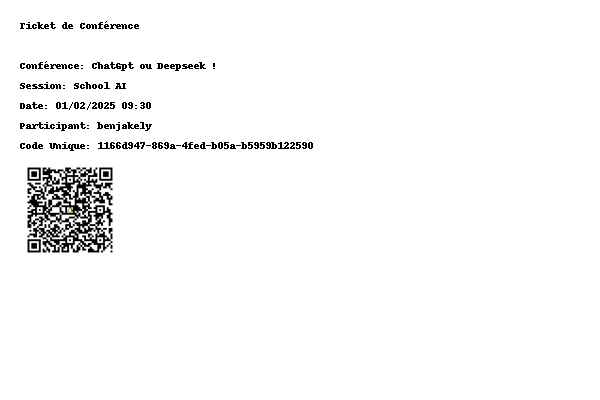 Ticket de Conférence
Conférence: ChatGpt ou Deepseek !
Session: School AI
Date: 01/02/2025 09:30
Participant: benjakely
Code Unique: 1166d947-869a-4fed-b05a-b5959b122590